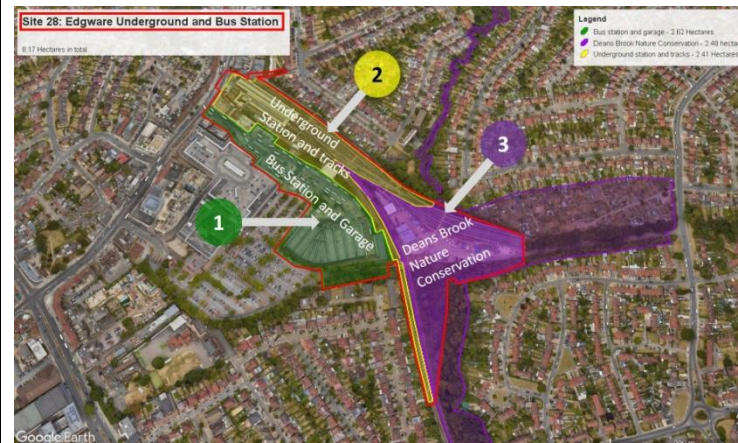 Site 28: Edgware Underground and Bus Station
8.17 Hectares in total
Legend
Bus station and garage - 2.62 Hectares
Deans Brook Nature Conservation - 2.49 hecta
Underground station and tracks - 2.41 Hectares
2
Underground
Station and tracks
3
Bus Station and Garage
1
Deans Brook
Nature
Conservation
Google Earth